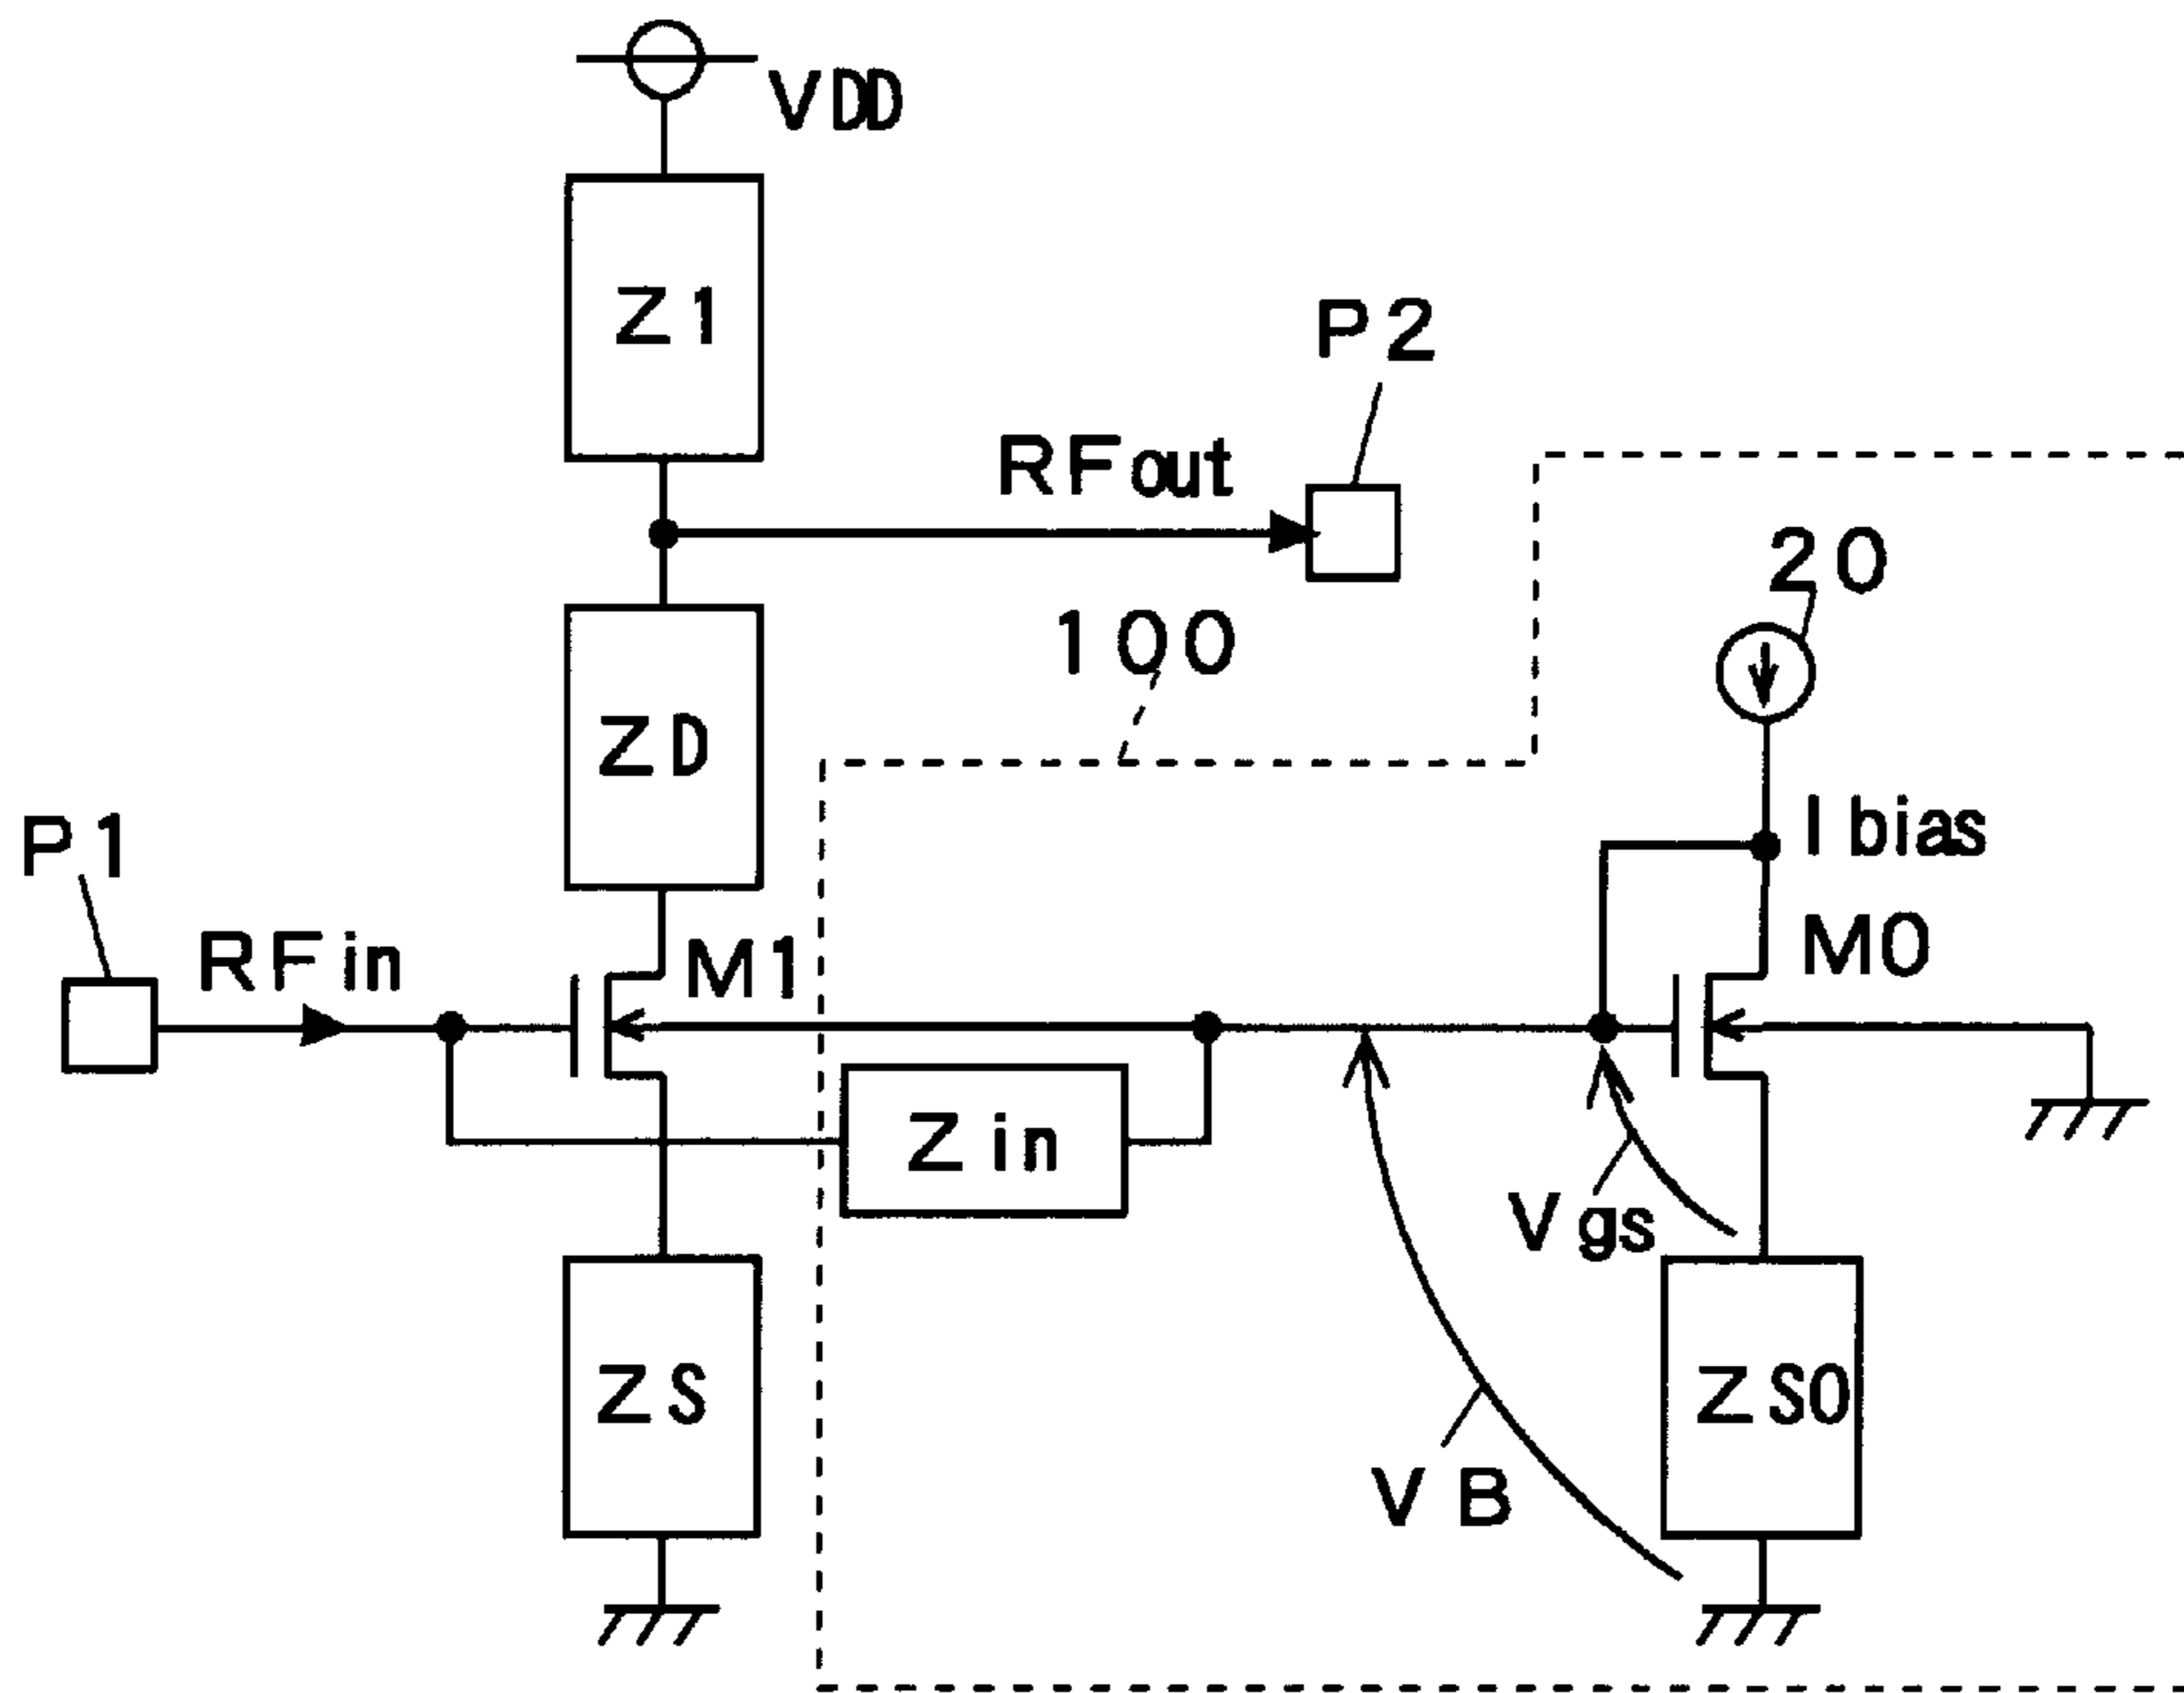 VDD
Z1
P2
RFout
20
100
ZD
Ibias
P1
M0
RFin
M1
Zin
Vgs
ZS
ZS0
VB